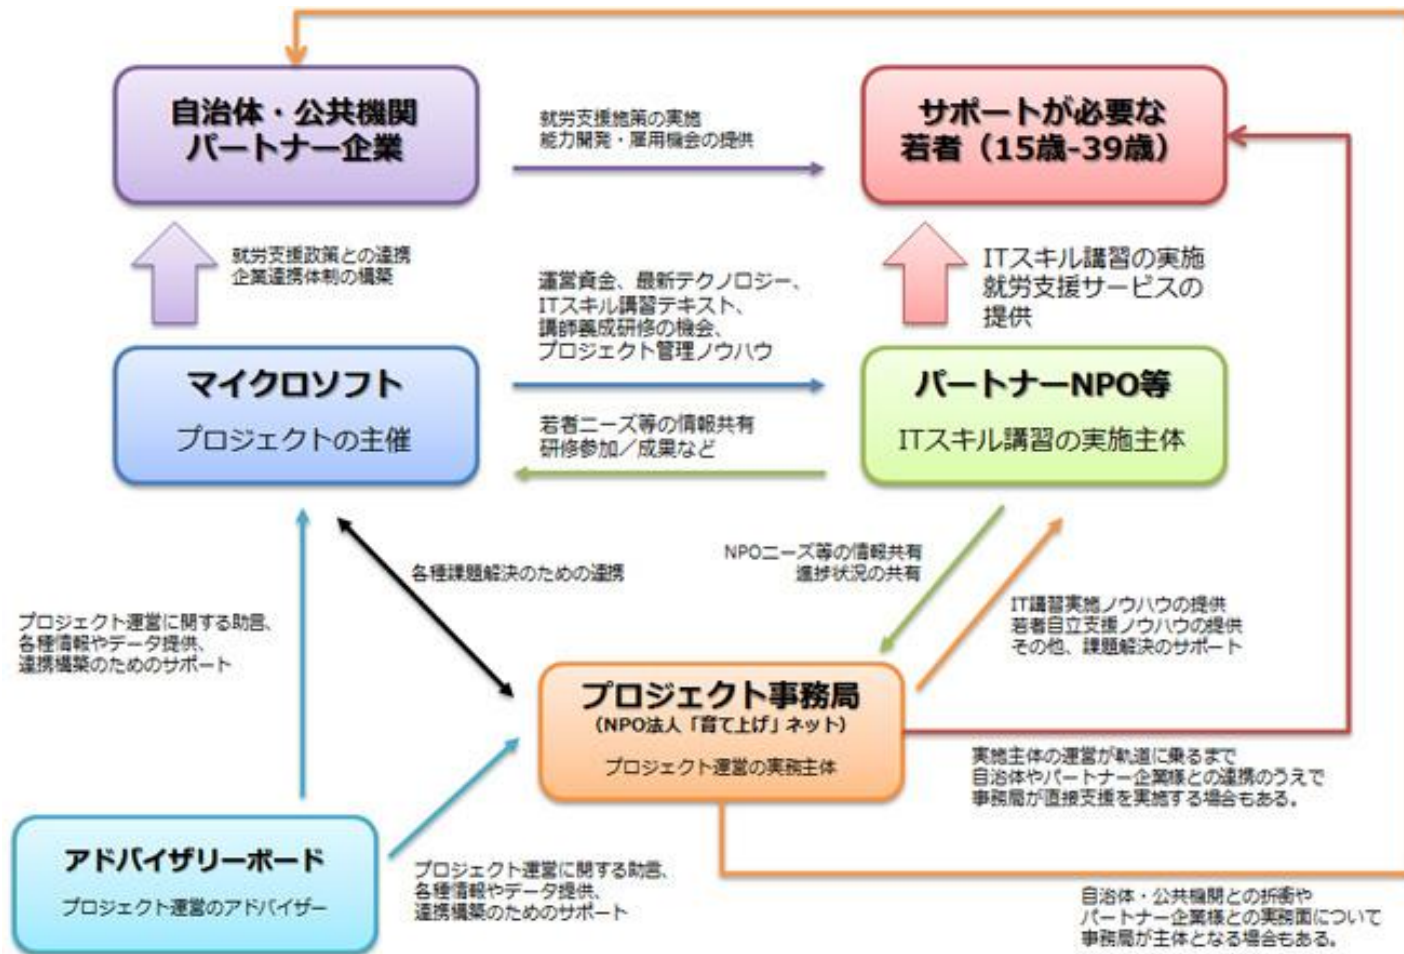 自治体・公共機関
パートナー企業
就労支援施策の実施
能力開発・雇用機会の提供
サポートが必要な
若者（15歳-39歳）
就労支援政策との連携
企業連携体制の構築
運営資金、最新テクノロジー、
ITスキル講習テキスト、
講師養成研修の機会、
プロジェクト管理ノウハウ
ITスキル講習の実施
就労支援サービスの
提供
マイクロソフト
プロジェクトの主催
若者ニーズ等の情報共有
研修参加／成果など
パートナーNPO等
ITスキル講習の実施主体
各種課題解決のための連携
NPOニーズ等の情報共有
進捗状況の共有
IT講習実施ノウハウの提供
若者自立支援ノウハウの提供
その他、課題解決のサポート
プロジェクト運営に関する助言、
各種情報やデータ提供、
連携構築のためのサポート
プロジェクト事務局
（NPO法人「育て上げ」ネット）
プロジェクト運営の実務主体
実施主体の運営が軌道に乗るまで
自治体やパートナー企業様との連携のうえで
事務局が直接支援を実施する場合もある。
アドバイザリーボード
プロジェクト運営のアドバイザー
プロジェクト運営に関する助言、
各種情報やデータ提供、
連携構築のためのサポート
自治体・公共機関との折衝や
パートナー企業様との実務面について
事務局が主体となる場合もある。